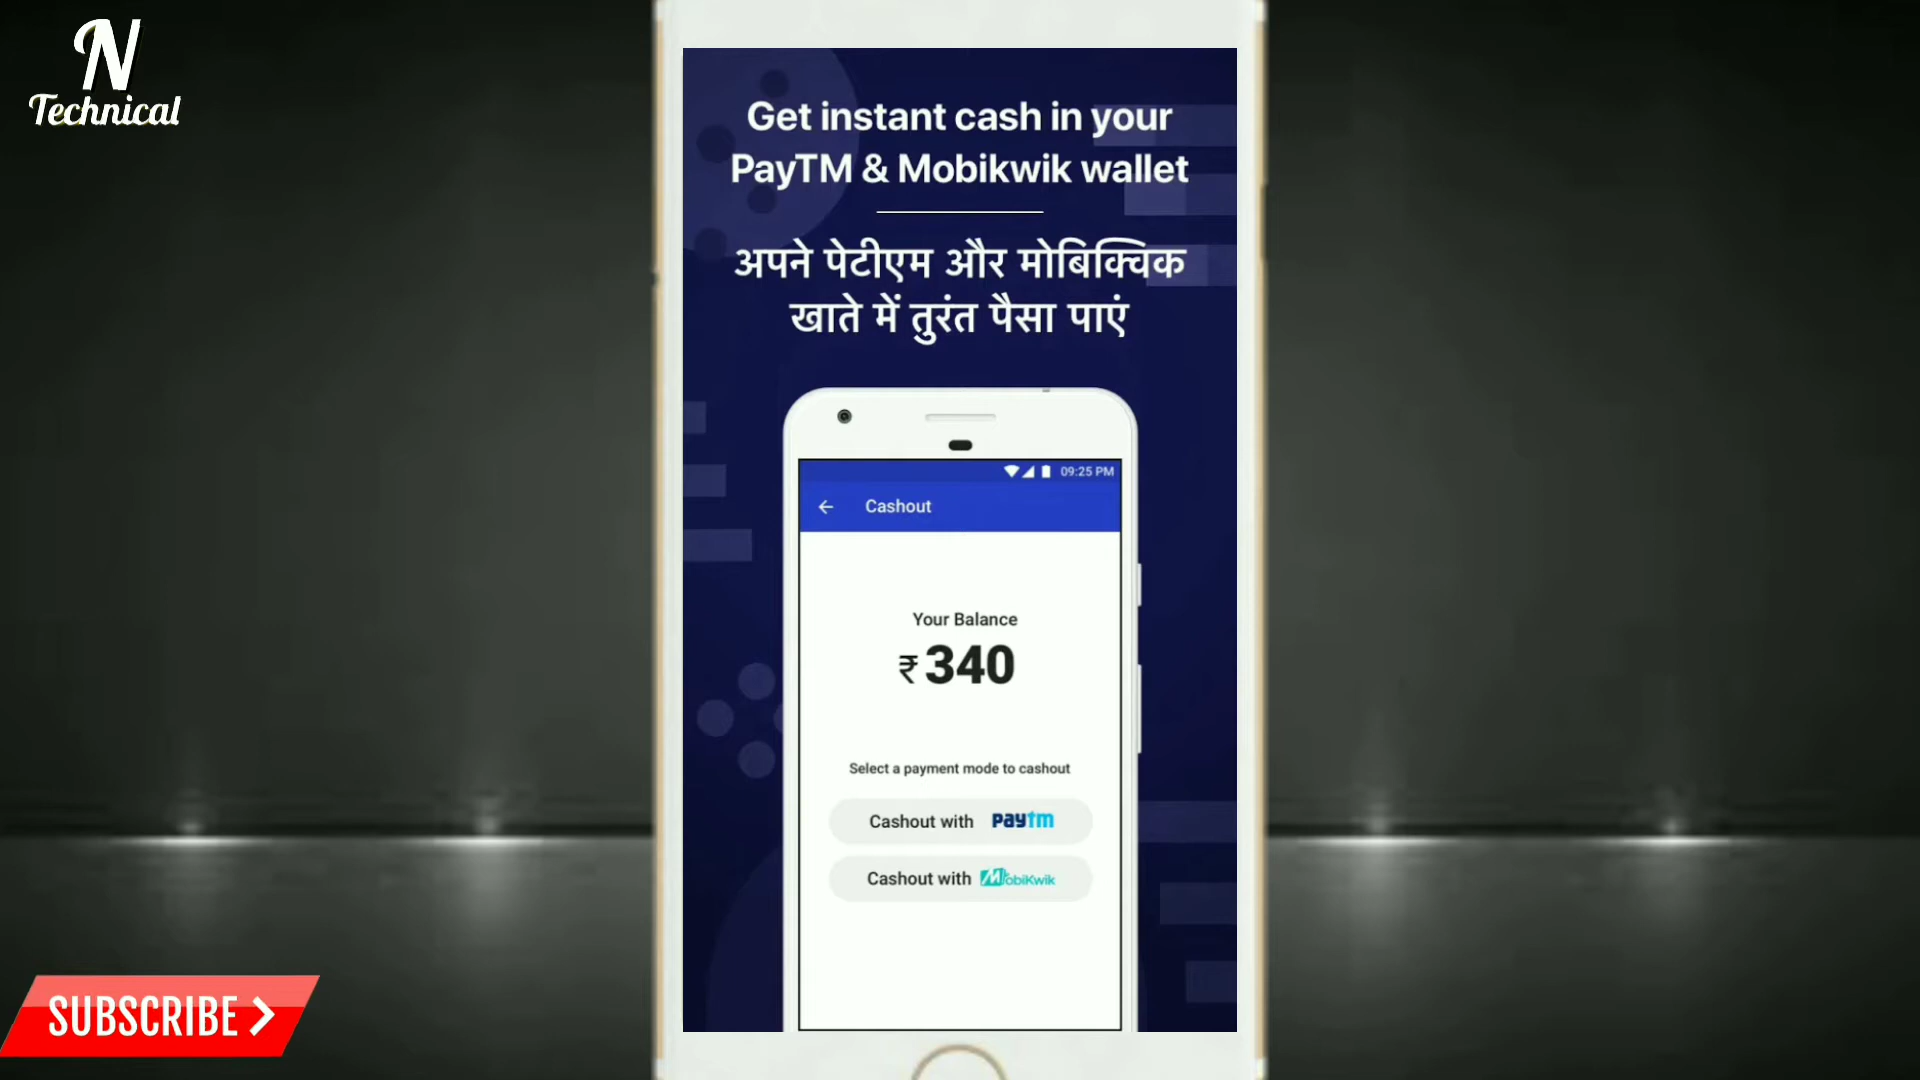 N
Technical
Get instant cash in your
PayTM & Mobikwik wallet
अपने पेटीएम और मोबिक्विक
खाते में तुरंत पैसा पाएं
09:25 PM
Cashout
Your Balance
₹ 340
Select a payment mode to cashout
Cashout with paytm
Cashout with MobiKwik
SUBSCRIBE